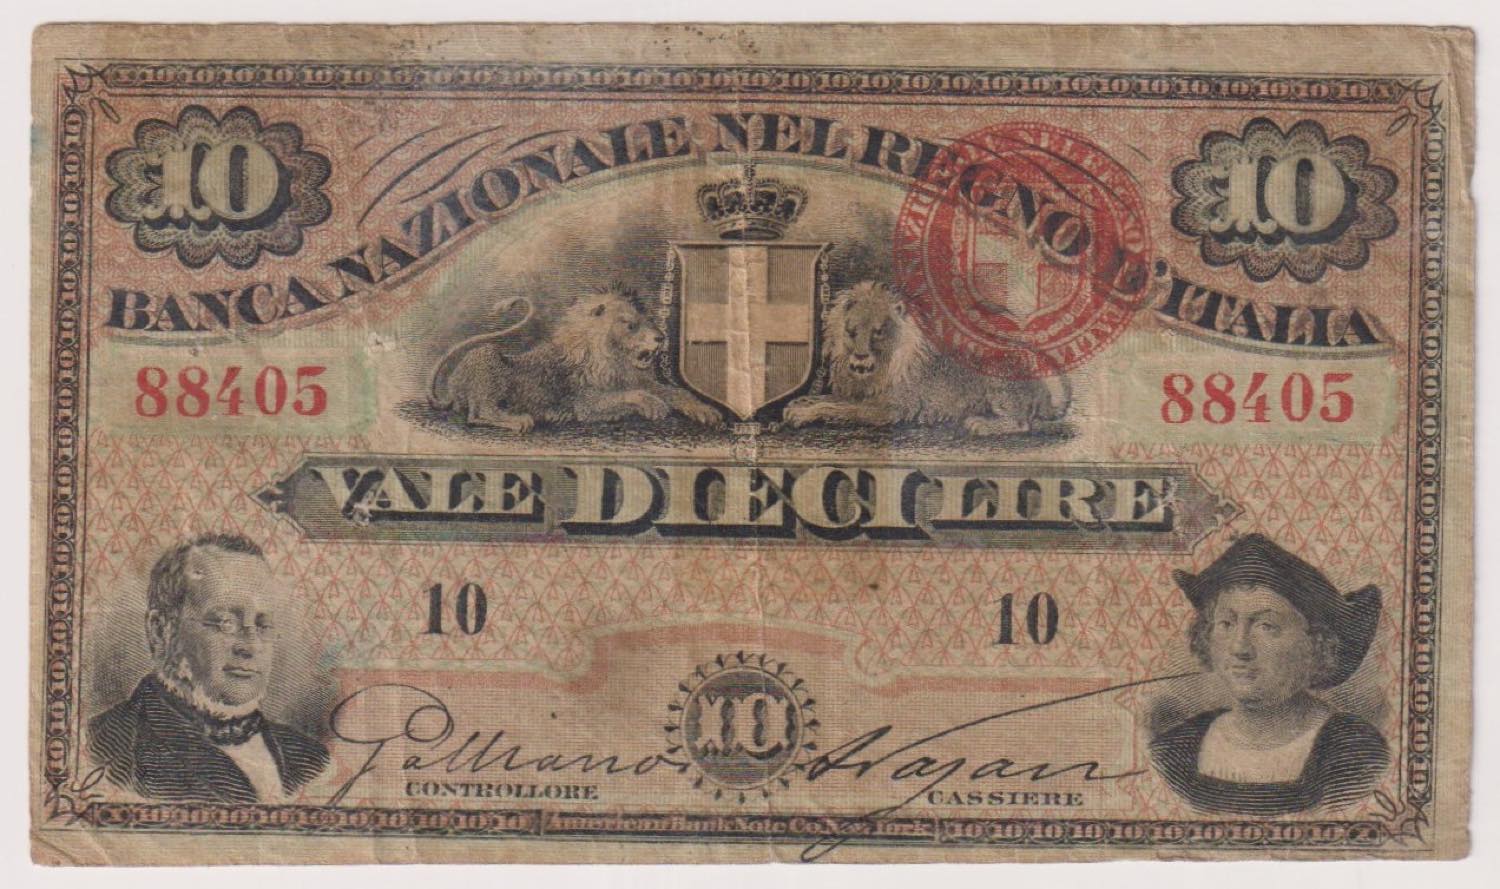 10 10
BANCA NAZIONALE NEL REGNO D'ITALIA
88405 88405
VALE DIECI LIRE
10 10
10
CONTROLLORE CASSIERE
American Bank Note Co. New York